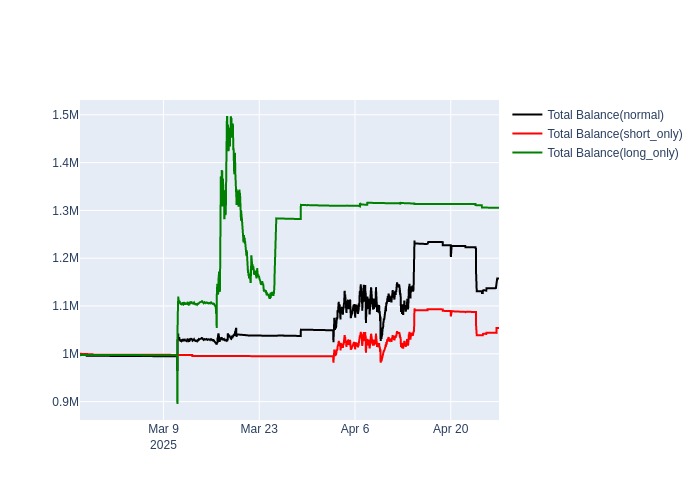 1.5M
1.4M
1.3M
1.2M
1.1M
1M
0.9M
Mar 9
2025
Mar 23
Apr 6
Apr 20
Total Balance(normal)
Total Balance(short_only)
Total Balance(long_only)